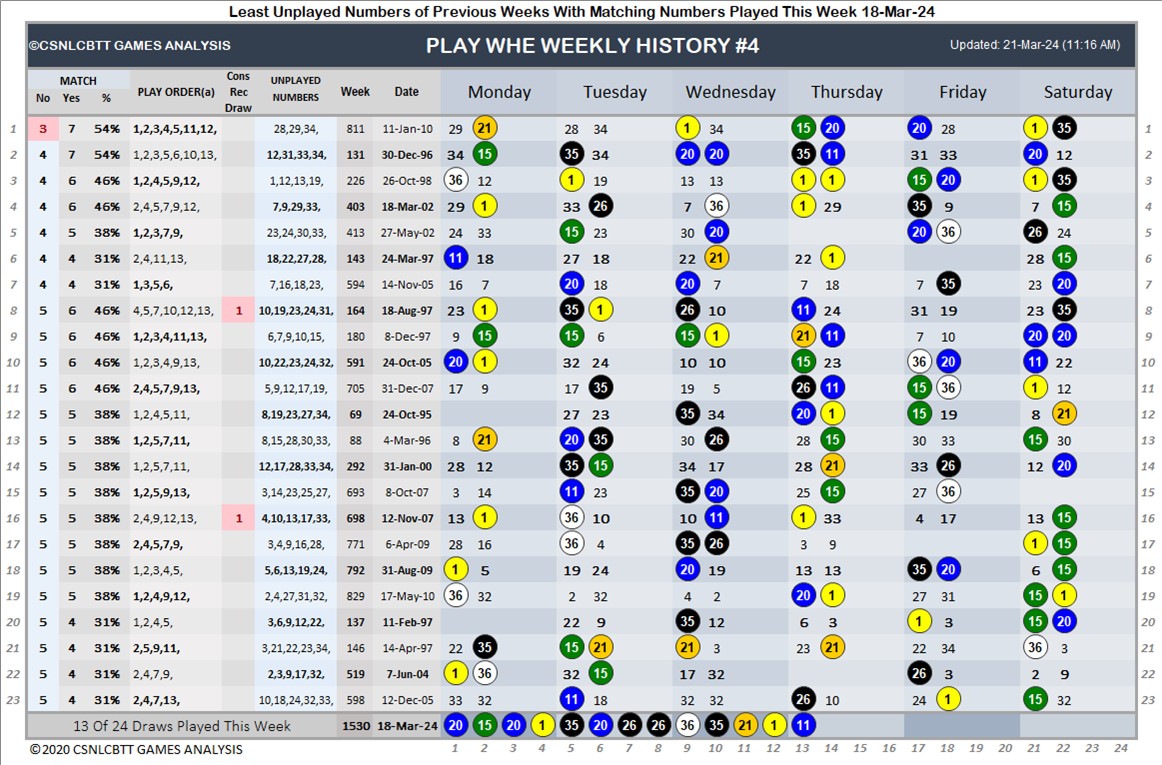 Least Unplayed Numbers of Previous Weeks With Matching Numbers Played This Week 18-Mar-24
©CSNLCBTT GAMES ANALYSIS PLAY WHE WEEKLY HISTORY #4 Updated: 21-Mar-24 (11:16 AM)
MATCH PLAY ORDER(a) Cons Rec Draw UNPLAYED NUMBERS Week Date Monday Tuesday Wednesday Thursday Friday Saturday
No Yes %
1 3 7 54% 1,2,3,4,5,11,12, 28,29,34, 811 11-Jan-10 29 21 28 34 1 34 15 20 20 28 1 35 1
2 4 7 54% 1,2,3,5,6,10,13, 12,31,33,34, 131 30-Dec-96 34 15 35 34 20 20 35 11 31 33 20 12 2
3 4 6 46% 1,2,4,5,9,12, 1,12,13,19, 226 26-Oct-98 36 12 1 19 13 13 1 1 15 20 1 35 3
4 4 6 46% 2,4,5,7,9,12, 7,9,29,33, 403 18-Mar-02 29 1 33 26 7 36 1 29 35 9 7 15 4
5 4 5 38% 1,2,3,7,9, 23,24,30,33, 413 27-May-02 24 33 15 23 30 20 20 36 26 24 5
6 4 4 31% 2,4,11,13, 18,22,27,28, 143 24-Mar-97 11 18 27 18 22 21 22 1 28 15 6
7 4 4 31% 1,3,5,6, 7,16,18,23, 594 14-Nov-05 16 7 20 18 20 7 7 18 7 35 23 20 7
8 5 6 46% 4,5,7,10,12,13, 1 10,19,23,24,31, 164 18-Aug-97 23 1 35 1 26 10 11 24 31 19 23 35 8
9 5 6 46% 1,2,3,4,11,13, 6,7,9,10,15, 180 8-Dec-97 9 15 15 6 15 1 21 11 7 10 20 20 9
10 5 6 46% 1,2,3,4,9,13, 10,22,23,24,32, 591 24-Oct-05 20 1 32 24 10 10 15 23 36 20 11 22 10
11 5 6 46% 2,4,5,7,9,13, 5,9,12,17,19, 705 31-Dec-07 17 9 17 35 19 5 26 11 15 36 1 12 11
12 5 5 38% 1,2,4,5,11, 8,19,23,27,34, 69 24-Oct-95 27 23 35 34 20 1 15 19 8 21 12
13 5 5 38% 1,2,5,7,11, 8,15,28,30,33, 88 4-Mar-96 8 21 20 35 30 26 28 15 30 33 15 30 13
14 5 5 38% 1,2,5,7,11, 12,17,28,33,34, 292 31-Jan-00 28 12 35 15 34 17 28 21 33 26 12 20 14
15 5 5 38% 1,2,5,9,13, 3,14,23,25,27, 693 8-Oct-07 3 14 11 23 35 20 25 15 27 36 15
16 5 5 38% 2,4,9,12,13, 1 4,10,13,17,33, 698 12-Nov-07 13 1 36 10 10 11 1 33 4 17 13 15 16
17 5 5 38% 2,4,5,7,9, 3,4,9,16,28, 771 6-Apr-09 28 16 36 4 35 26 3 9 1 15 17
18 5 5 38% 1,2,3,4,5, 5,6,13,19,24, 792 31-Aug-09 1 5 19 24 20 19 13 13 35 20 6 15 18
19 5 5 38% 1,2,4,9,12, 2,4,27,31,32, 829 17-May-10 36 32 2 32 4 2 20 1 27 31 15 1 19
20 5 4 31% 1,2,4,5, 3,6,9,12,22, 137 11-Feb-97 22 9 35 12 6 3 1 3 15 20 20
21 5 4 31% 2,5,9,11, 3,21,22,23,34, 146 14-Apr-97 22 35 15 21 21 3 23 21 22 34 36 3 21
22 5 4 31% 2,4,7,9, 2,3,9,17,32, 519 7-Jun-04 1 36 32 15 17 32 26 3 2 9 22
23 5 4 31% 2,4,7,13, 10,18,24,32,33, 598 12-Dec-05 33 32 11 18 32 32 26 10 24 1 15 32 23
13 Of 24 Draws Played This Week 1530 18-Mar-24 20 15 20 1 35 20 26 26 36 35 21 1 11
© 2020 CSNLCBTT GAMES ANALYSIS 1 2 3 4 5 6 7 8 9 10 11 12 13 14 15 16 17 18 19 20 21 22 23 24